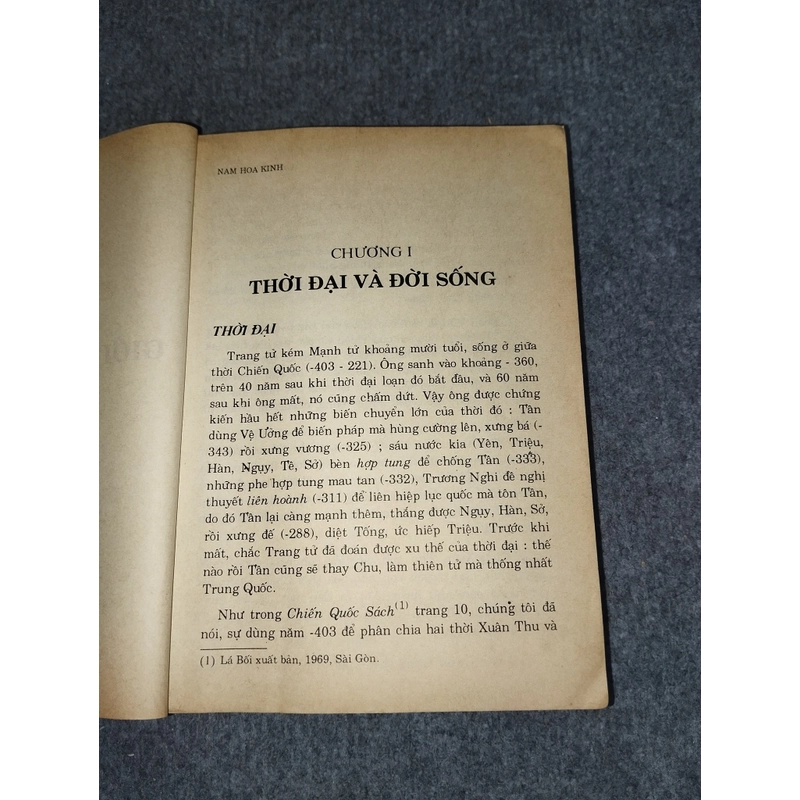 NAM HOA KINH
CHƯƠNG I
THỜI ĐẠI VÀ ĐỜI SỐNG
THỜI ĐẠI
Trang tử kém Mạnh tử khoảng mười tuổi, sống ở giữa
thời Chiến Quốc (-403 - 221). Ông sanh vào khoảng - 360,
trên 40 năm sau khi thời đại loạn đó bắt đầu, và 60 năm
sau khi ông mất, nó cũng chấm dứt. Vậy ông được chứng
kiến hầu hết những biến chuyển lớn của thời đó : Tần
dùng Vệ Ưởng để biến pháp mà hùng cường lên, xưng bá (-
343) rồi xưng vương (-325) ; sáu nước kia (Yên, Triệu,
Hàn, Ngụy, Tề, Sở) bèn hợp tung để chống Tần (-333),
những phe hợp tung mau tan (-332), Trương Nghi đề nghị
thuyết liên hoành (-311) để liên hiệp lục quốc mà tôn Tần,
do đó Tần lại càng mạnh thêm, thắng được Ngụy, Hàn, Sở,
rồi xưng đế (-288), diệt Tống, ức hiếp Triệu. Trước khi
mất, chắc Trang tử đã đoán được xu thế của thời đại : thế
nào rồi Tần cũng sẽ thay Chu, làm thiên tử mà thống nhất
Trung Quốc.
Như trong Chiến Quốc Sách(1) trang 10, chúng tôi đã
nói, sự dùng năm -403 để phân chia hai thời Xuân Thu và
(1) Lá Bối xuất bản, 1969, Sài Gòn.